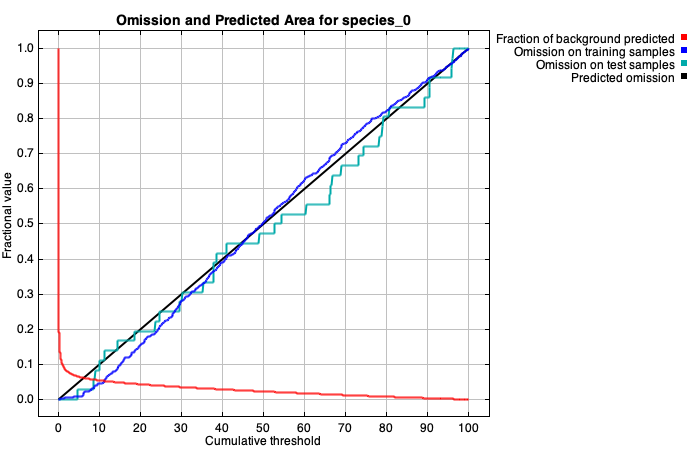 Omission and Predicted Area for species_0
Fraction of background predicted
Omission on training samples
Omission on test samples
Predicted omission
Fractional value
1.0
0.9
0.8
0.7
0.6
0.5
0.4
0.3
0.2
0.1
0.0
0 10 20 30 40 50 60 70 80 90 100
Cumulative threshold